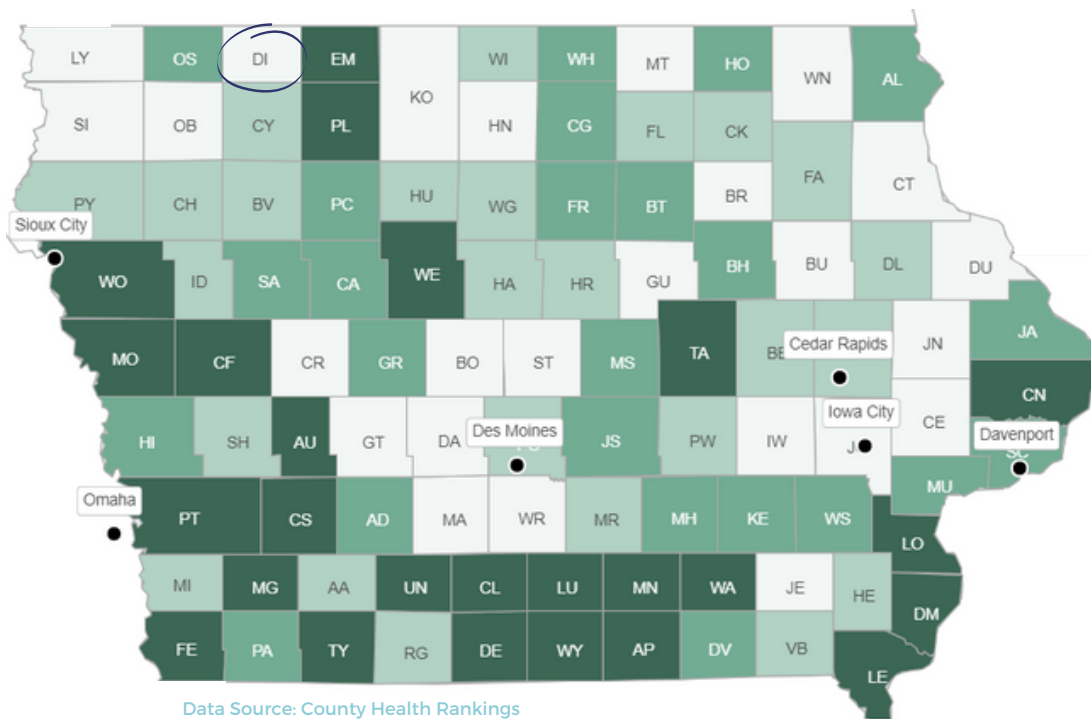 LY OS DI EM KO WI WH MT HO WN AL
SI OB CY PL HN CG FL CK
PY CH BV PC HU WG FR BT BR FA CT
Sioux City
WO ID SA CA WE HA HR GU BH BU DL DU
MO CF CR GR BO ST MS TA BE Cedar Rapids JN JA
CN
HI SH AU GT DA Des Moines JS PW IW Iowa City CE Davenport
J
SC
Omaha
PT CS AD MA WR MR MH KE WS MU
LO
MI MG AA UN CL LU MN WA JE HE DM
FE PA TY RG DE WY AP DV VB
LE
Data Source: County Health Rankings